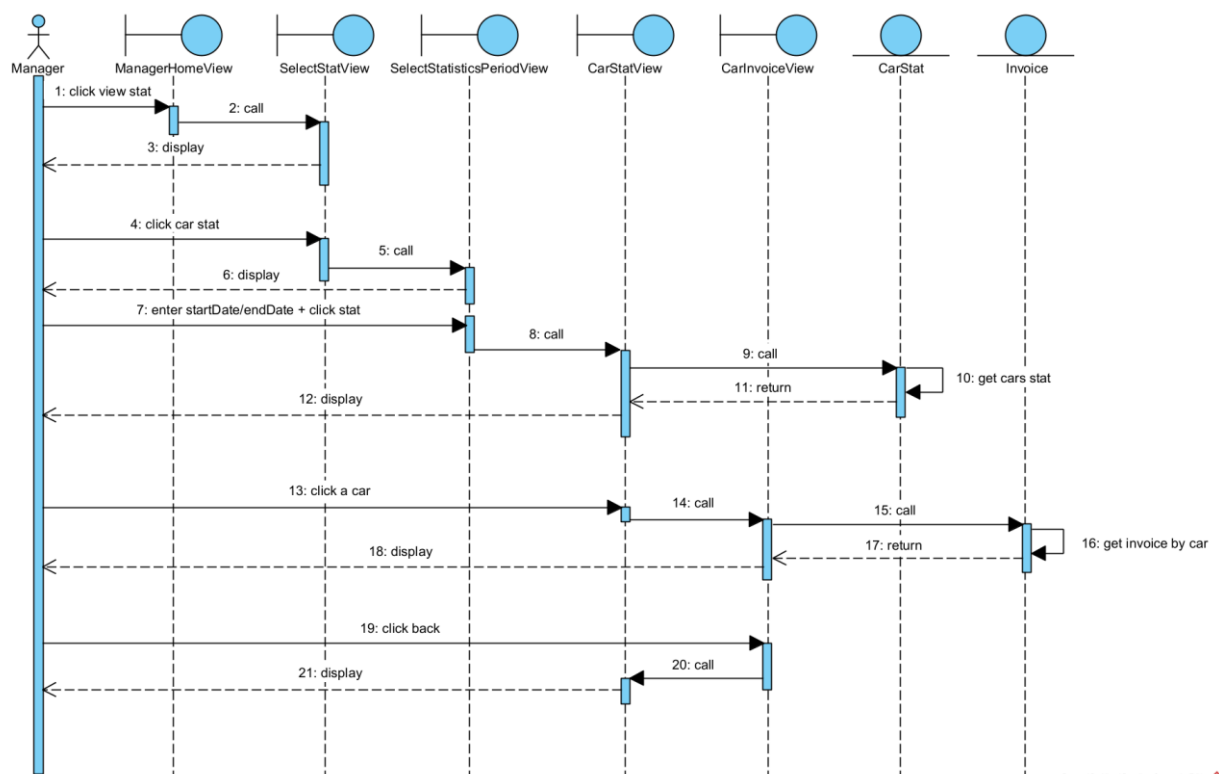 Manager
ManagerHomeView
SelectStatView
SelectStatisticsPeriodView
CarStatView
CarInvoiceView
CarStat
Invoice
1: click view stat
2: call
3: display
4: click car stat
5: call
6: display
7: enter startDate/endDate + click stat
8: call
9: call
10: get cars stat
11: return
12: display
13: click a car
14: call
15: call
16: get invoice by car
17: return
18: display
19: click back
20: call
21: display